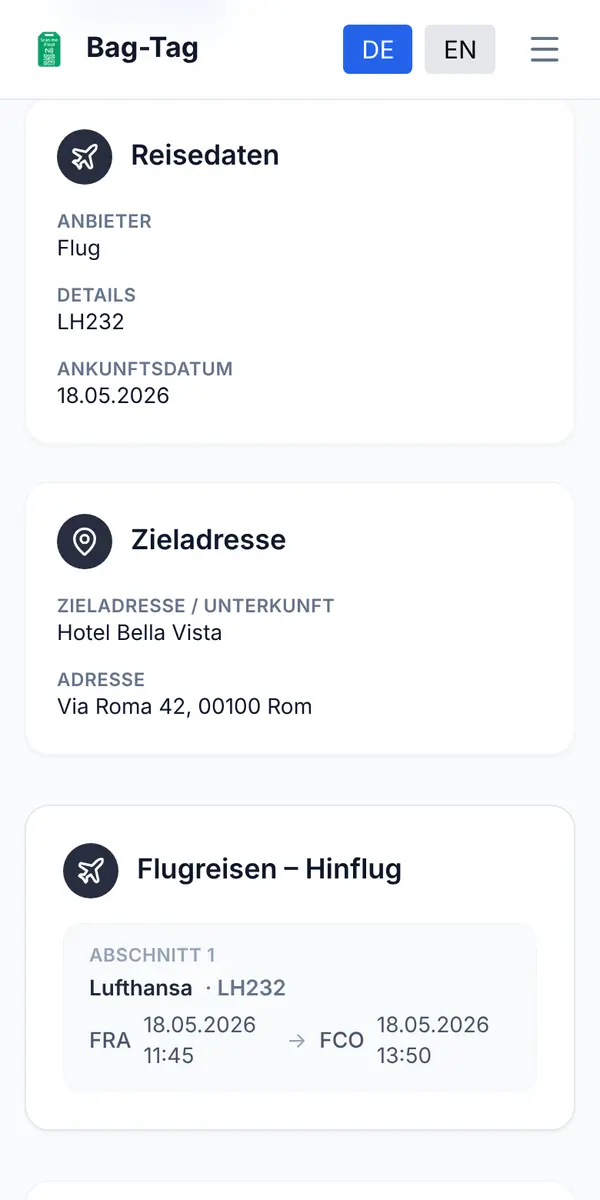 Bag-Tag
DE
EN
Reisedaten
ANBIETER
Flug
DETAILS
LH232
ANKUNFTSDATUM
18.05.2026
Zieladresse
ZIELADRESSE / UNTERKUNFT
Hotel Bella Vista
ADRESSE
Via Roma 42, 00100 Rom
Flugreisen – Hinflug
ABSCHNITT 1
Lufthansa · LH232
FRA 18.05.2026 11:45 → FCO 18.05.2026 13:50